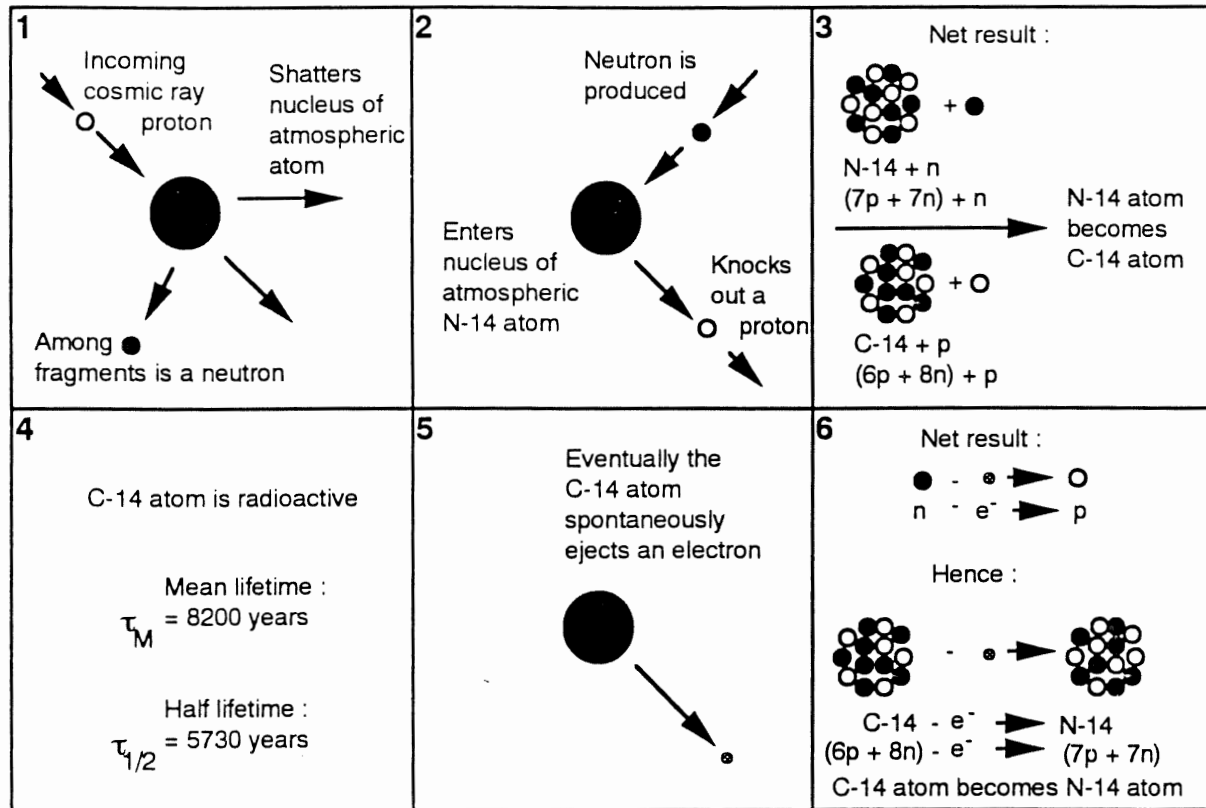 1
Incoming
cosmic ray
proton
Shatters
nucleus of
atmospheric
atom
Among
fragments is a neutron
2
Neutron is
produced
Enters
nucleus of
atmospheric
N-14 atom
Knocks
out a
proton
3
Net result :
+
N-14 + n
(7p + 7n) + n
N-14 atom
becomes
C-14 atom
+
C-14 + p
(6p + 8n) + p
4
C-14 atom is radioactive
Mean lifetime :
τM = 8200 years
Half lifetime :
τ1/2 = 5730 years
5
Eventually the
C-14 atom
spontaneously
ejects an electron
6
Net result :
-
n - e- p
Hence :
-
C-14 - e- N-14
(6p + 8n) - e- (7p + 7n)
C-14 atom becomes N-14 atom